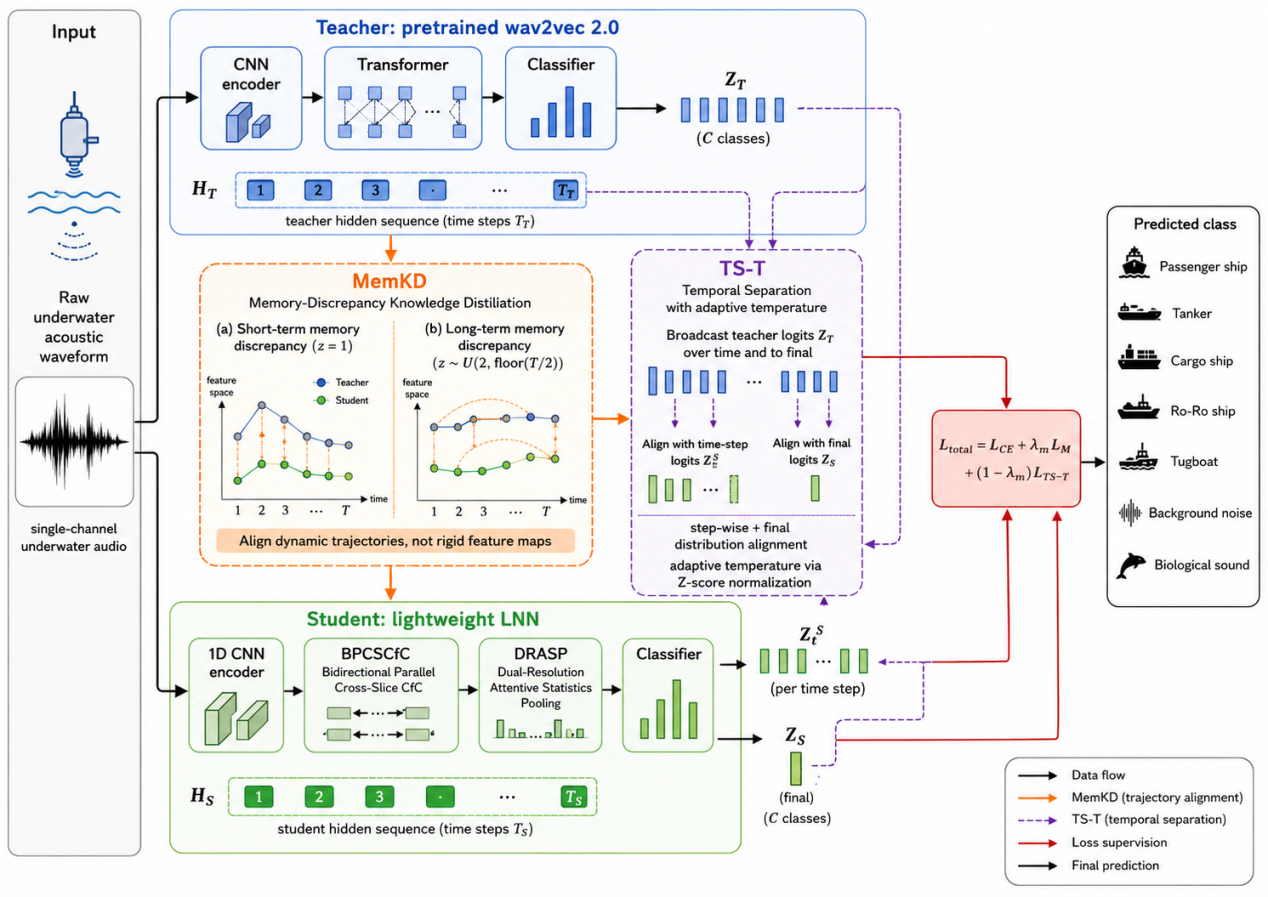 Input
Raw
underwater
acoustic
waveform
single-channel
underwater audio
Teacher: pretrained wav2vec 2.0
CNN
encoder
Transformer
...
Classifier
Z_T
(C classes)
H_T
1 2 3 · ... T_T
teacher hidden sequence (time steps T_T)
MemKD
Memory-Discrepancy Knowledge Distiliation
(a) Short-term memory
discrepancy (z = 1)
feature
space
Teacher
Student
time
1 2 3 ... T
(b) Long-term memory
discrepancy
(z ~ U(2, floor(T/2))
feature
space
time
1 2 3 ... T
Align dynamic trajectories, not rigid feature maps
TS-T
Temporal Separation
with adaptive temperature
Broadcast teacher logits Z_T
over time and to final
...
Align with time-step
logits Z_t^S
...
Align with final
logits Z_S
step-wise + final
distribution alignment
adaptive temperature via
Z-score normalization
Student: lightweight LNN
1D CNN
encoder
BPCSCfC
Bidirectional Parallel
Cross-Slice CfC
...
...
DRASP
Dual-Resolution
Attentive Statistics
Pooling
Classifier
Z_t^S
...
(per time step)
Z_S
(final)
(C classes)
H_S
1 2 3 · ... T_S
student hidden sequence (time steps T_S)
L_total = L_CE + λ_m L_M
+ (1 − λ_m) L_TS−T
Predicted class
Passenger ship
Tanker
Cargo ship
Ro-Ro ship
Tugboat
Background noise
Biological sound
Data flow
MemKD (trajectory alignment)
TS-T (temporal separation)
Loss supervision
Final prediction